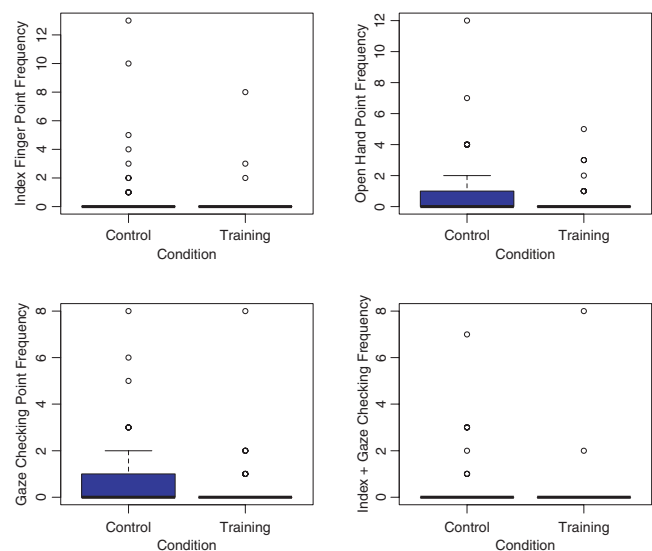 Index Finger Point Frequency
0 2 4 6 8 10 12
Control Training
Condition
Open Hand Point Frequency
0 2 4 6 8 10 12
Control Training
Condition
Gaze Checking Point Frequency
0 2 4 6 8
Control Training
Condition
Index + Gaze Checking Frequency
0 2 4 6 8
Control Training
Condition